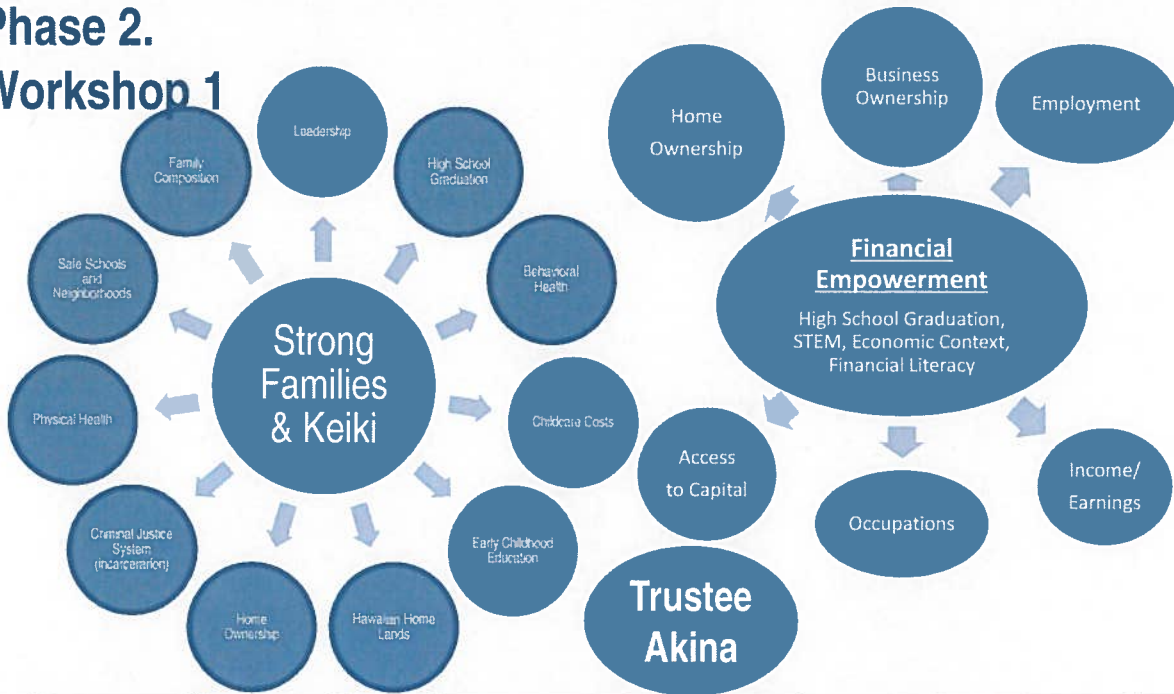 Phase 2.
Workshop 1
Leadership
High School
Graduation
Behavioral
Health
Childcare Costs
Early Childhood
Education
Hawaiian Home
Lands
Home
Ownership
Criminal Justice
System
(incarceration)
Physical Health
Safe Schools
and
Neighborhoods
Family
Composition
Strong
Families
& Keiki
Home
Ownership
Business
Ownership
Employment
Financial
Empowerment
High School Graduation,
STEM, Economic Context,
Financial Literacy
Access
to Capital
Occupations
Income/
Earnings
Trustee
Akina